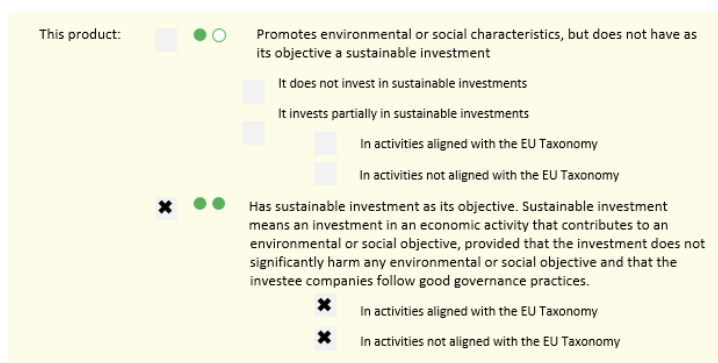 This product:
Promotes environmental or social characteristics, but does not have as
its objective a sustainable investment
It does not invest in sustainable investments
It invests partially in sustainable investments
In activities aligned with the EU Taxonomy
In activities not aligned with the EU Taxonomy
Has sustainable investment as its objective. Sustainable investment
means an investment in an economic activity that contributes to an
environmental or social objective, provided that the investment does not
significantly harm any environmental or social objective and that the
investee companies follow good governance practices.
In activities aligned with the EU Taxonomy
In activities not aligned with the EU Taxonomy